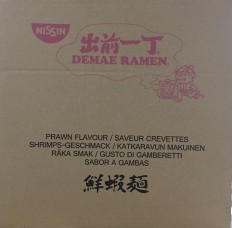 NISSIN
出前一丁
DEMAE RAMEN
PRAWN FLAVOUR / SAVEUR CREVETTES
SHRIMPS-GESCHMACK / KATKARAVUN MAKUINEN
RÄKA SMAK / GUSTO DI GAMBERETTI
SABOR A GAMBAS
鮮蝦麵